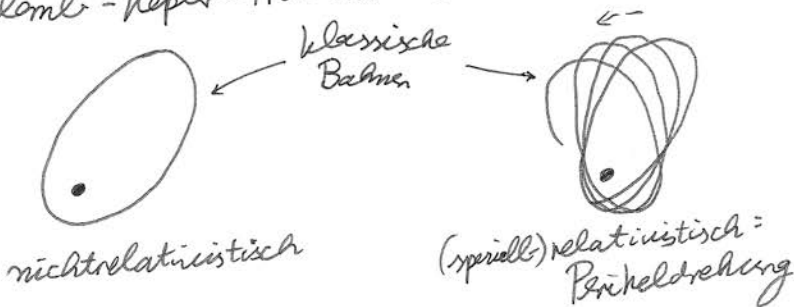 klassische
Bahnen
nichtrelativistisch
(speziell-)relativistisch:
Periheldrehung